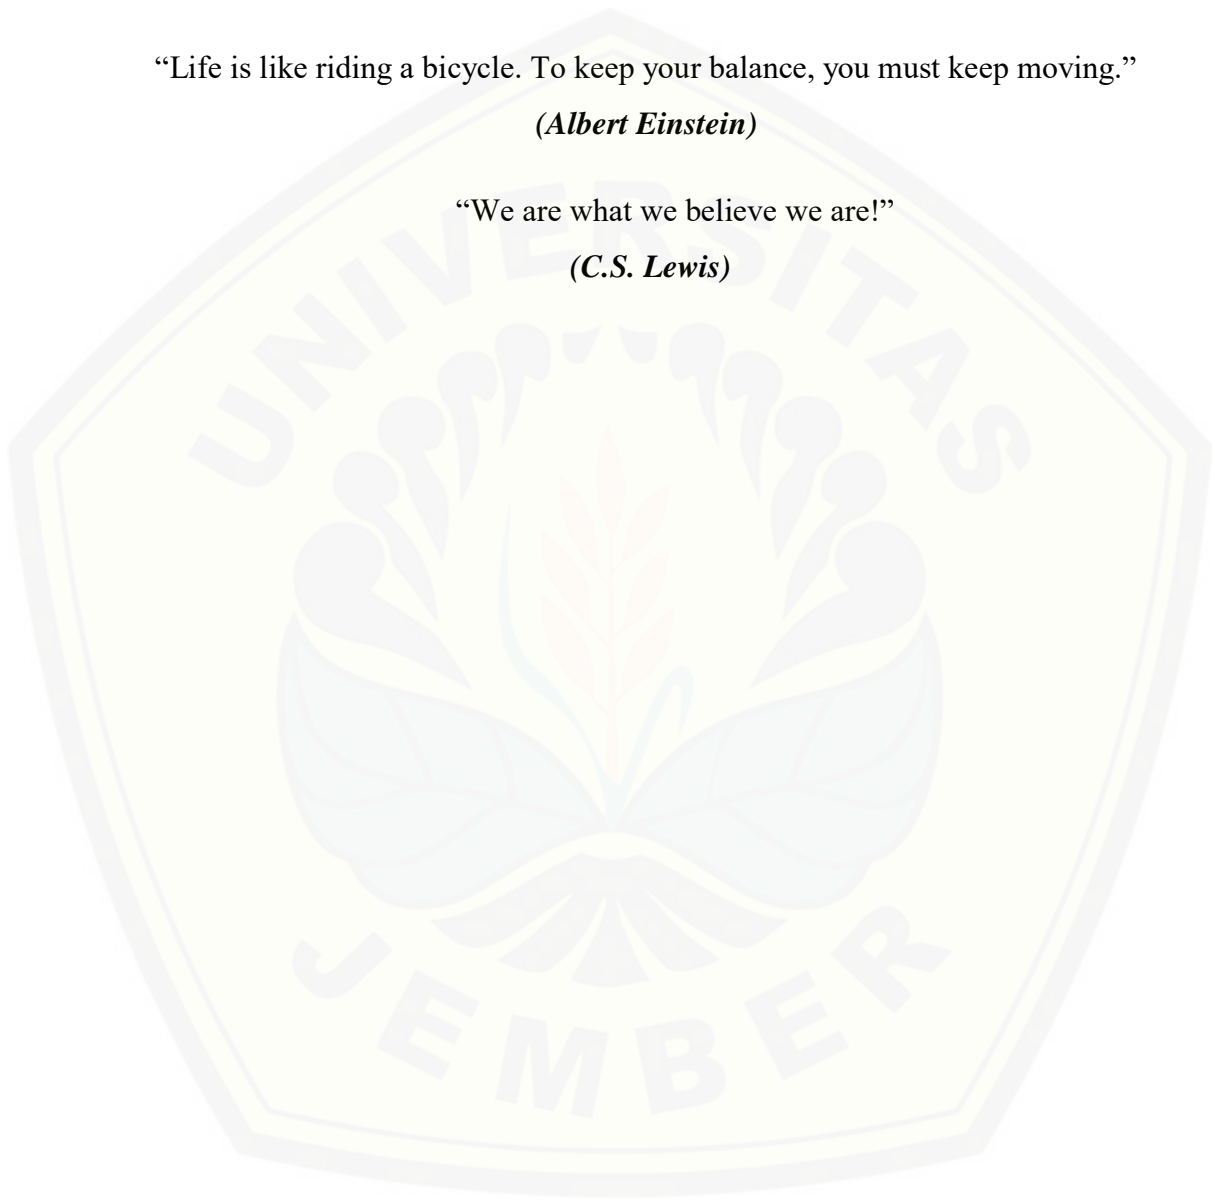 “Life is like riding a bicycle. To keep your balance, you must keep moving.”
(Albert Einstein)
“We are what we believe we are!”
(C.S. Lewis)
UNIVERSITAS
JEMBER